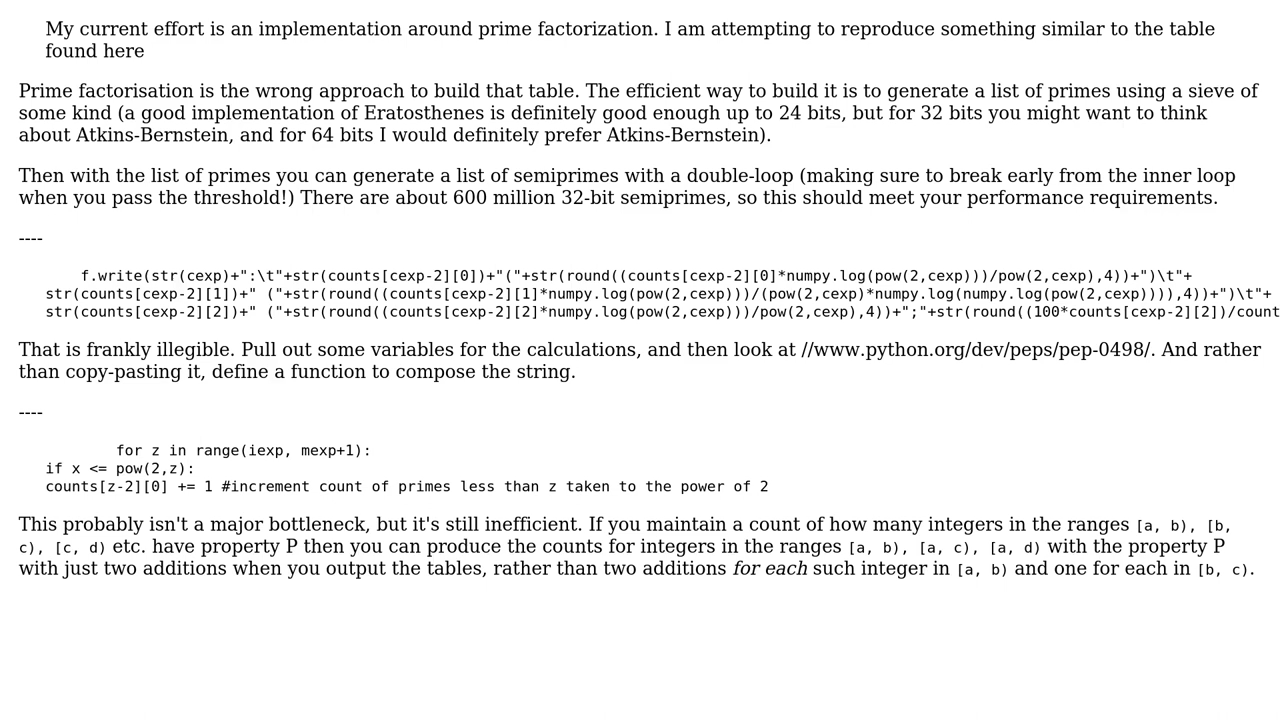 My current effort is an implementation around prime factorization. I am attempting to reproduce something similar to the table
found here
Prime factorisation is the wrong approach to build that table. The efficient way to build it is to generate a list of primes using a sieve of
some kind (a good implementation of Eratosthenes is definitely good enough up to 24 bits, but for 32 bits you might want to think
about Atkins-Bernstein, and for 64 bits I would definitely prefer Atkins-Bernstein).
Then with the list of primes you can generate a list of semiprimes with a double-loop (making sure to break early from the inner loop
when you pass the threshold!) There are about 600 million 32-bit semiprimes, so this should meet your performance requirements.
----
f.write(str(cexp)+":\t"+str(counts[cexp-2][0])+"("+str(round((counts[cexp-2][0]*numpy.log(pow(2,cexp)))/pow(2,cexp),4))+")\t"+
str(counts[cexp-2][1])+" ("+str(round((counts[cexp-2][1]*numpy.log(pow(2,cexp)))/(pow(2,cexp)*numpy.log(numpy.log(pow(2,cexp)))),4))+")\t"+
str(counts[cexp-2][2])+" ("+str(round((counts[cexp-2][2]*numpy.log(pow(2,cexp)))/pow(2,cexp),4))+";"+str(round((100*counts[cexp-2][2])/count
That is frankly illegible. Pull out some variables for the calculations, and then look at //www.python.org/dev/peps/pep-0498/. And rather
than copy-pasting it, define a function to compose the string.
----
for z in range(iexp, mexp+1):
if x <= pow(2,z):
counts[z-2][0] += 1 #increment count of primes less than z taken to the power of 2
This probably isn't a major bottleneck, but it's still inefficient. If you maintain a count of how many integers in the ranges [a, b), [b,
c), [c, d) etc. have property P then you can produce the counts for integers in the ranges [a, b), [a, c), [a, d) with the property P
with just two additions when you output the tables, rather than two additions for each such integer in [a, b) and one for each in [b, c).